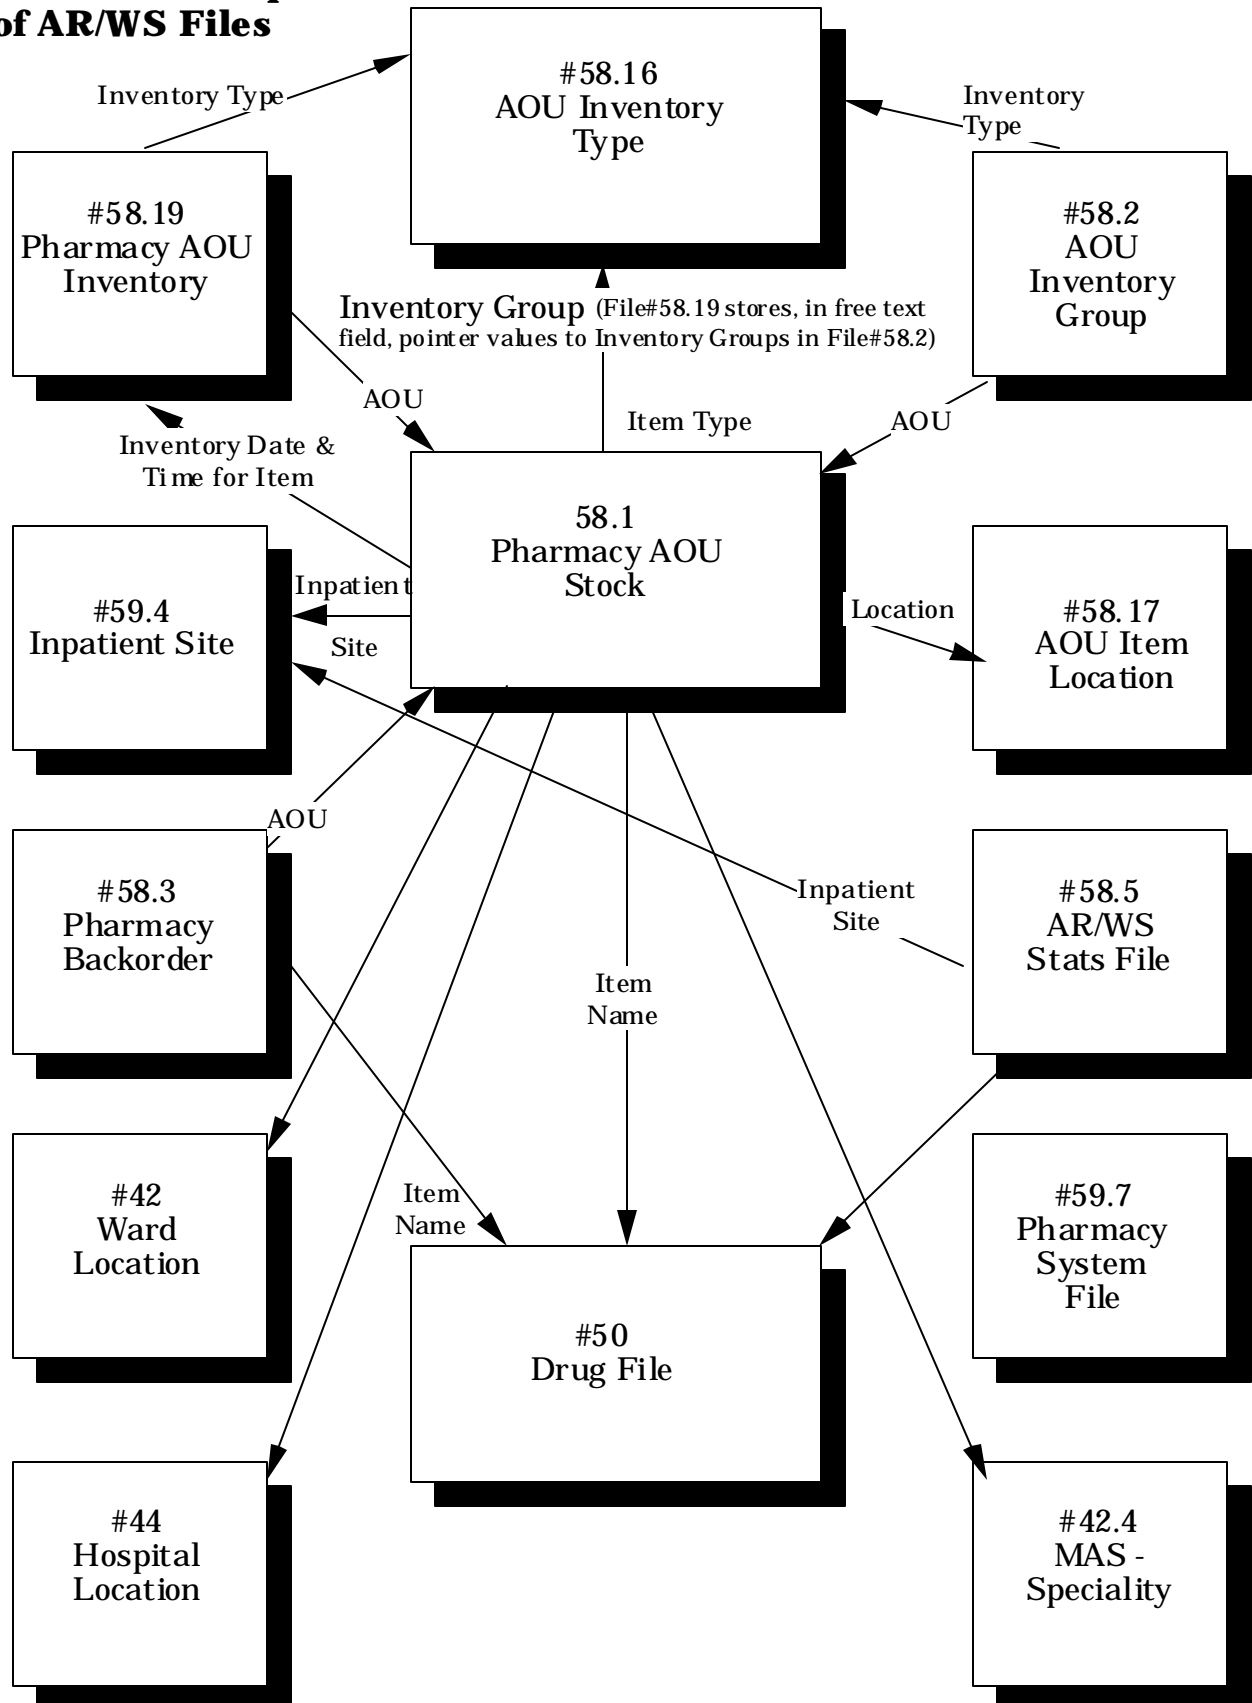 of AR/WS Files
#58.16
AOU Inventory
Type
Inventory Type
Inventory
Type
#58.19
Pharmacy AOU
Inventory
#58.2
AOU
Inventory
Group
Inventory Group (File#58.19 stores, in free text
field, pointer values to Inventory Groups in File#58.2)
AOU
Item Type
AOU
Inventory Date &
Time for Item
58.1
Pharmacy AOU
Stock
Inpatient
Site
#59.4
Inpatient Site
Location
#58.17
AOU Item
Location
AOU
#58.3
Pharmacy
Backorder
Inpatient
Site
#58.5
AR/WS
Stats File
Item
Name
#42
Ward
Location
Item
Name
#59.7
Pharmacy
System
File
#50
Drug File
#44
Hospital
Location
#42.4
MAS -
Speciality